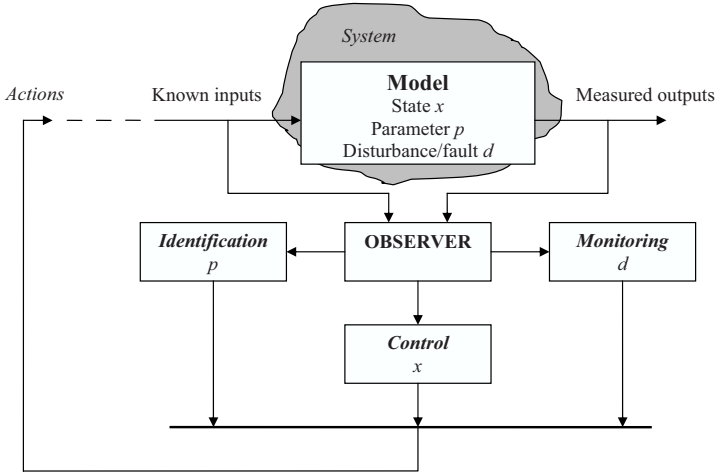 System
Model
State x
Parameter p
Disturbance/fault d
Actions
Known inputs
Measured outputs
Identification
p
OBSERVER
Monitoring
d
Control
x